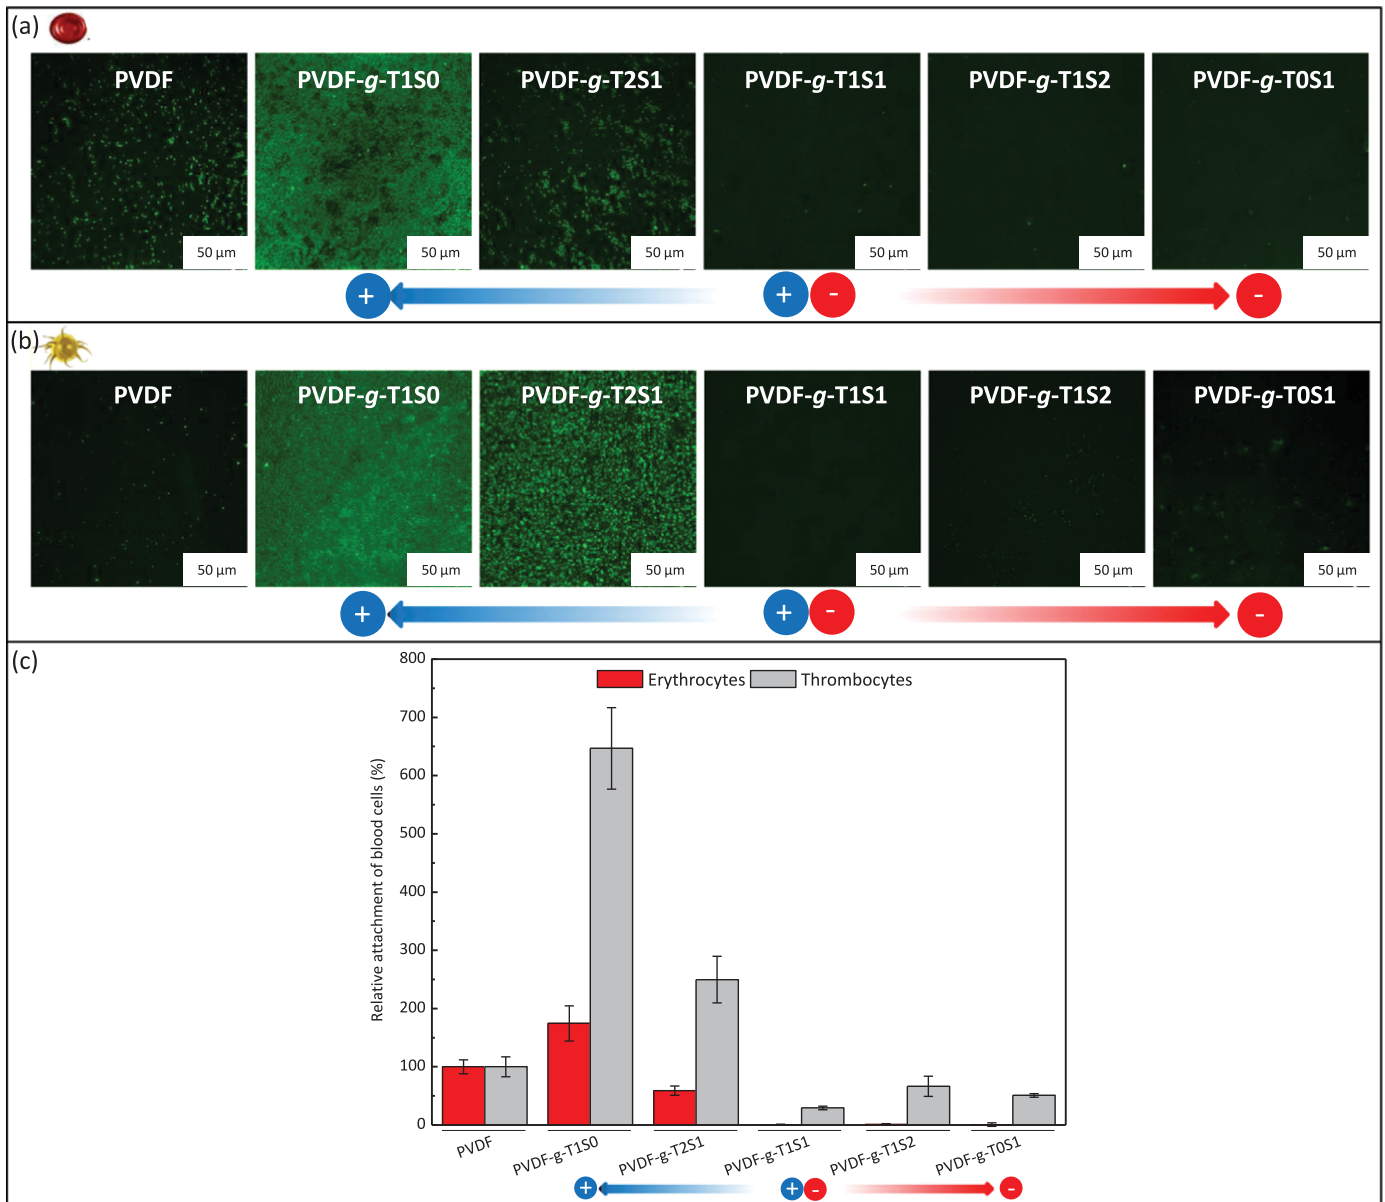 (a)
PVDF PVDF-g-T1S0 PVDF-g-T2S1 PVDF-g-T1S1 PVDF-g-T1S2 PVDF-g-T0S1
50 µm 50 µm 50 µm 50 µm 50 µm 50 µm
+ + - -
(b)
PVDF PVDF-g-T1S0 PVDF-g-T2S1 PVDF-g-T1S1 PVDF-g-T1S2 PVDF-g-T0S1
50 µm 50 µm 50 µm 50 µm 50 µm 50 µm
+ + - -
(c)
Relative attachment of blood cells (%)
800
700
600
500
400
300
200
100
0
Erythrocytes Thrombocytes
PVDF PVDF-g-T1S0 PVDF-g-T2S1 PVDF-g-T1S1 PVDF-g-T1S2 PVDF-g-T0S1
+ + - -